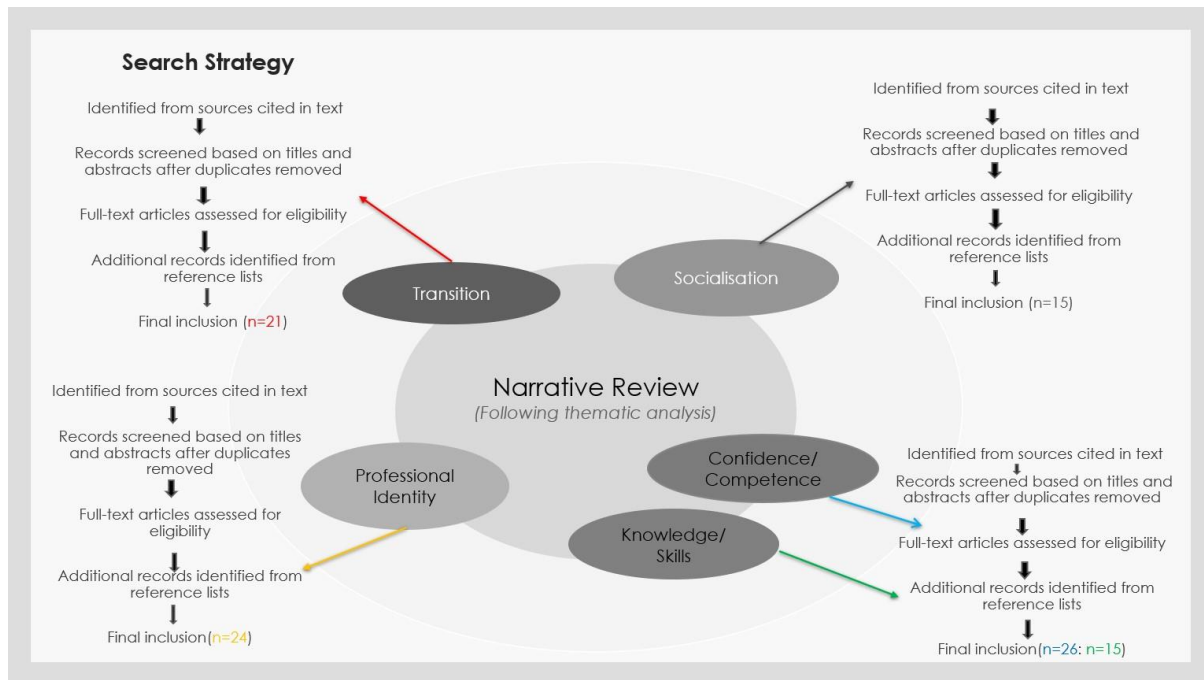 Search Strategy
Identified from sources cited in text
Records screened based on titles and
abstracts after duplicates removed
Full-text articles assessed for eligibility
Additional records identified from
reference lists
Final inclusion (n=21)
Identified from sources cited in text
Records screened based on titles and
abstracts after duplicates removed
Full-text articles assessed for eligibility
Additional records identified from
reference lists
Final inclusion (n=15)
Transition
Socialisation
Narrative Review
(Following thematic analysis)
Professional
Identity
Confidence/
Competence
Knowledge/
Skills
Identified from sources cited in text
Records screened based on titles
and abstracts after duplicates
removed
Full-text articles assessed for
eligibility
Additional records identified from
reference lists
Final inclusion(n=24)
Identified from sources cited in text
Records screened based on titles and
abstracts after duplicates removed
Full-text articles assessed for eligibility
Additional records identified from
reference lists
Final inclusion(n=26: n=15)